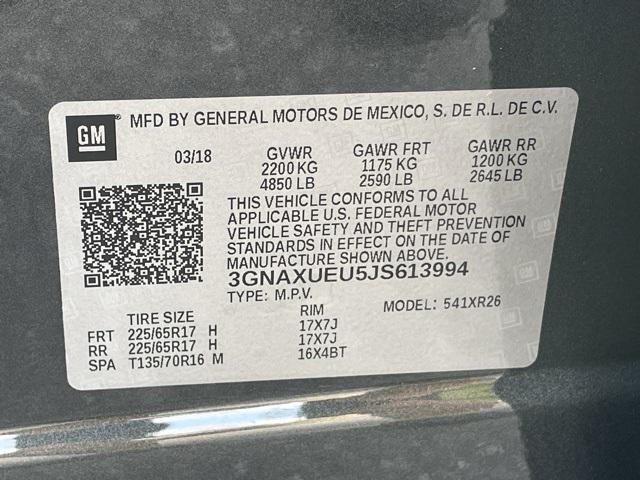 GM MFD BY GENERAL MOTORS DE MEXICO, S. DE R.L. DE C.V.
03/18 GVWR GAWR FRT GAWR RR
2200 KG 1175 KG 1200 KG
4850 LB 2590 LB 2645 LB
THIS VEHICLE CONFORMS TO ALL
APPLICABLE U.S. FEDERAL MOTOR
VEHICLE SAFETY AND THEFT PREVENTION
STANDARDS IN EFFECT ON THE DATE OF
MANUFACTURE SHOWN ABOVE.
3GNAXUEU5JS613994
TYPE: M.P.V. MODEL: 541XR26
TIRE SIZE RIM
FRT 225/65R17 H 17X7J
RR 225/65R17 H 17X7J
SPA T135/70R16 M 16X4BT